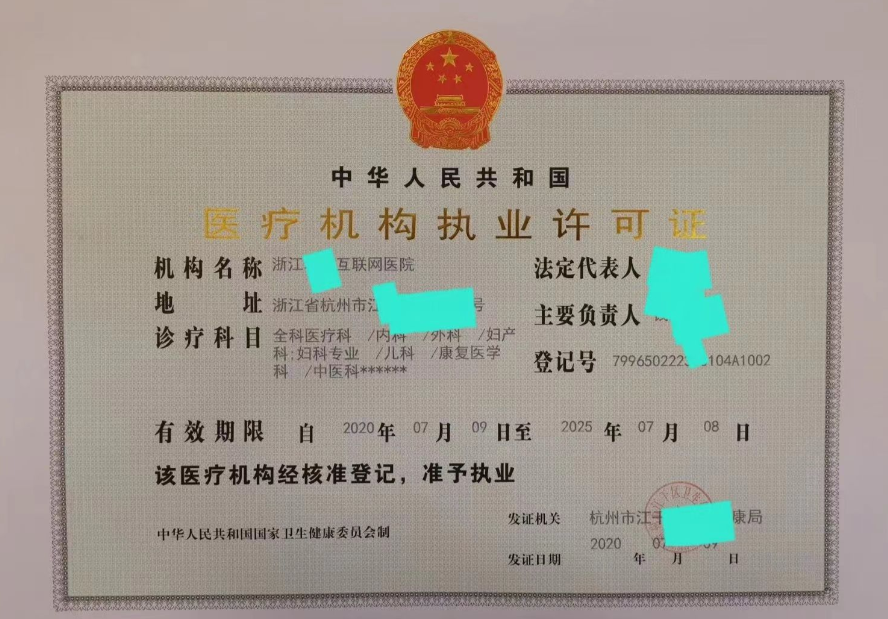 中华人民共和国
医疗机构执业许可证
机构名称 浙江 互联网医院
法定代表人
地址 浙江省杭州市江 号
主要负责人
诊疗科目 全科医疗科 /内科 /外科 /妇产
科;妇科专业 /儿科 /康复医学
科 /中医科******
登记号 799650222 104A1002
有效期限 自 2020 年 07 月 09 日至 2025 年 07 月 08 日
该医疗机构经核准登记，准予执业
发证机关 杭州市江干 康局
中华人民共和国国家卫生健康委员会制
发证日期 2020 年 07 月 09 日